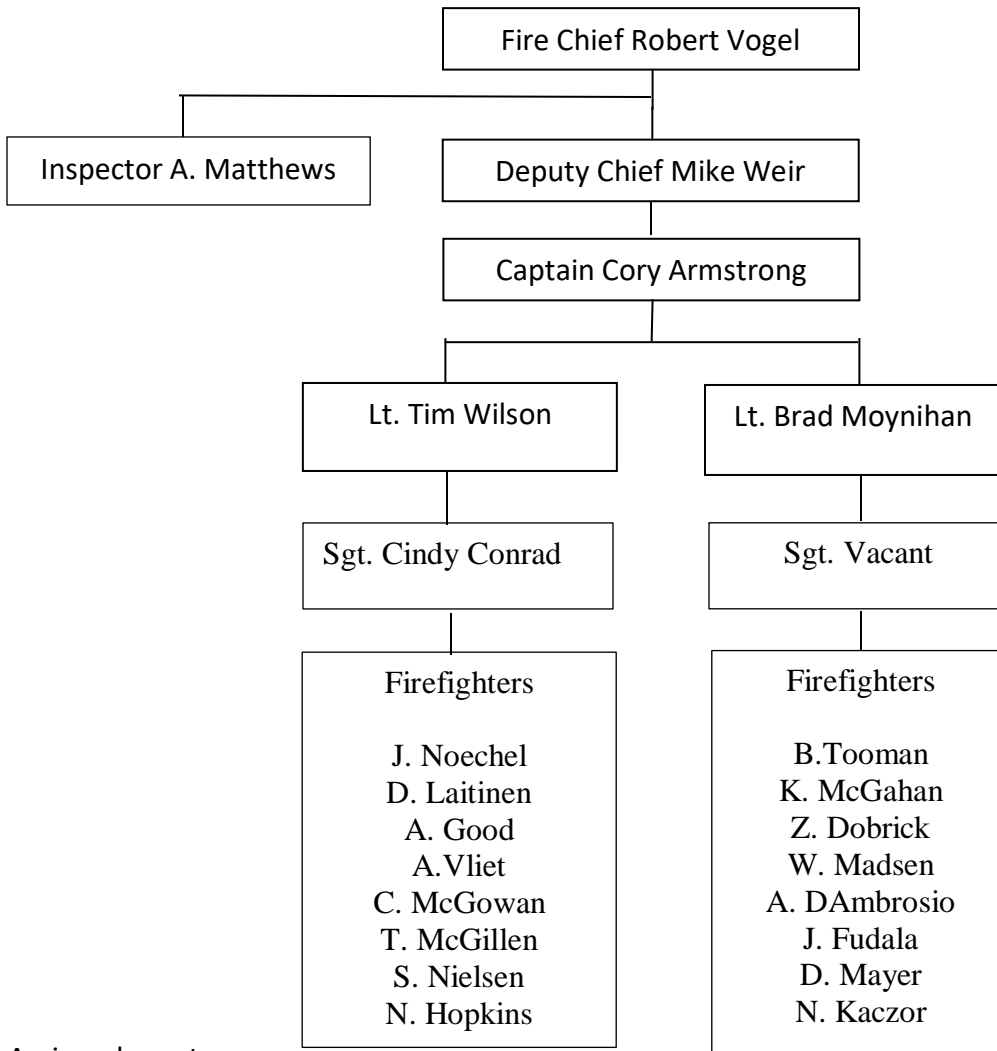 Fire Chief Robert Vogel
Inspector A. Matthews
Deputy Chief Mike Weir
Captain Cory Armstrong
Lt. Tim Wilson
Lt. Brad Moynihan
Sgt. Cindy Conrad
Sgt. Vacant
Firefighters
J. Noechel
D. Laitinen
A. Good
A.Vliet
C. McGowan
T. McGillen
S. Nielsen
N. Hopkins
Firefighters
B.Tooman
K. McGahan
Z. Dobrick
W. Madsen
A. DAmbrosio
J. Fudala
D. Mayer
N. Kaczor